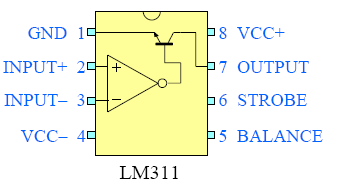 GND 1 8 VCC+
INPUT+ 2 + 7 OUTPUT
INPUT– 3 – 6 STROBE
VCC– 4 5 BALANCE
LM311